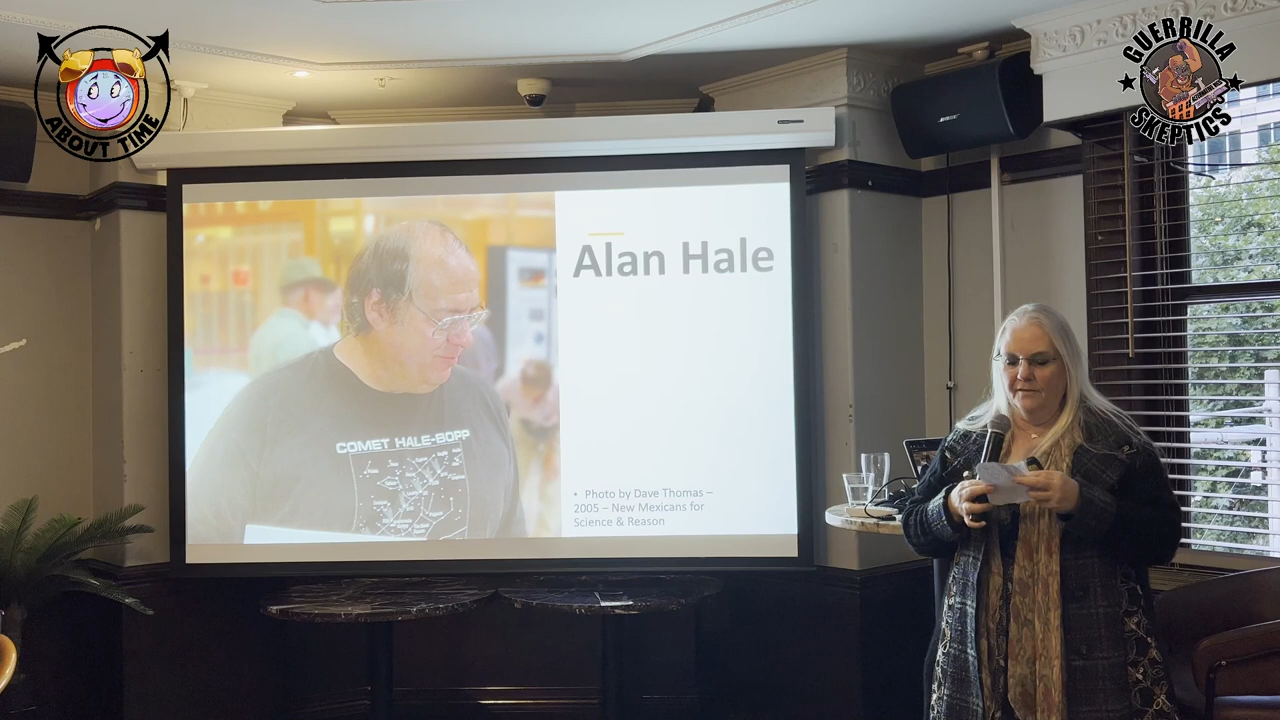 ABOUT TIME
GUERRILLA
SKEPTICS
BOSE
Alan Hale
COMET HALE-BOPP
• Photo by Dave Thomas –
2005 – New Mexicans for
Science & Reason